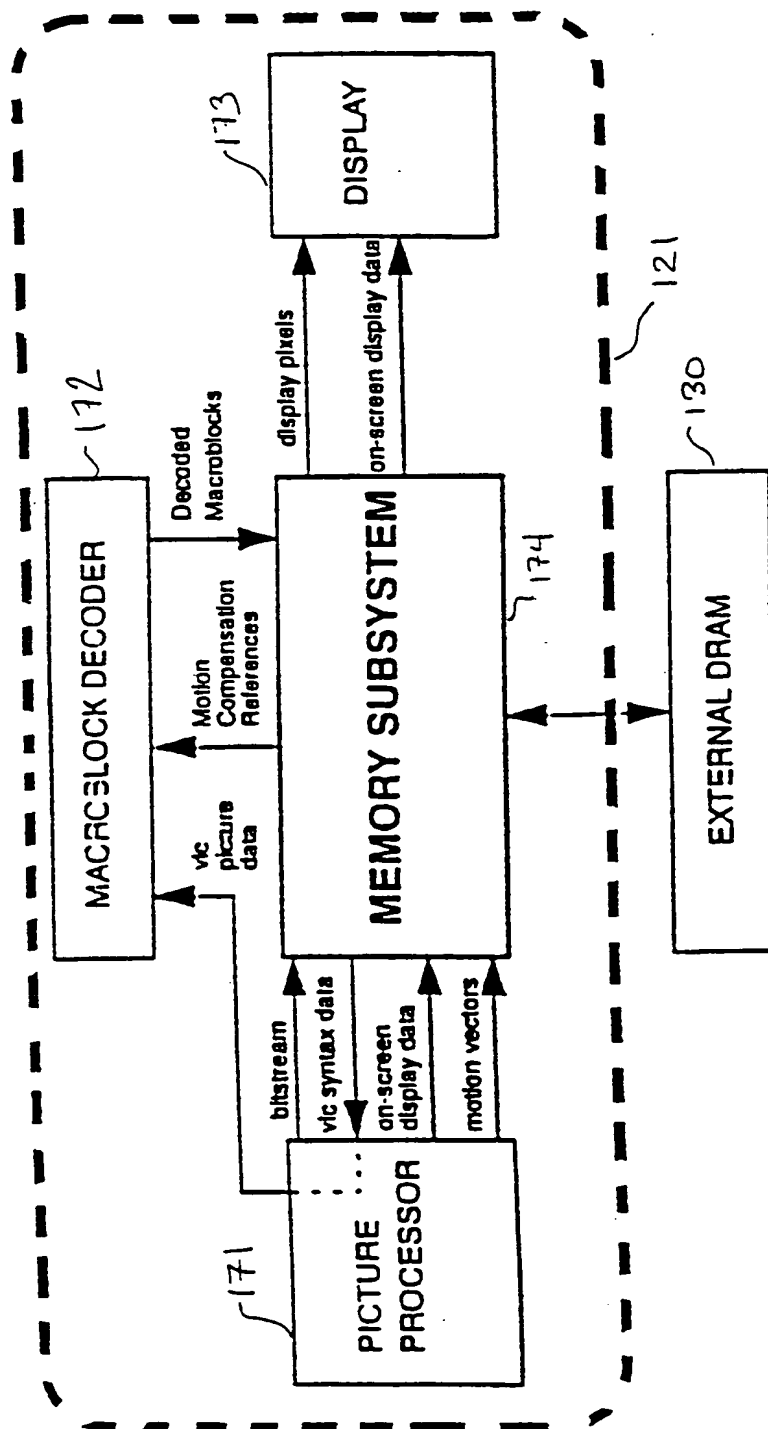 172
MACROBLOCK DECODER
vlc
picture
data
Motion
Compensation
References
Decoded
Macroblocks
171
PICTURE
PROCESSOR
bitstream
vlc syntax data
on-screen
display data
motion vectors
MEMORY SUBSYSTEM
174
display pixels
on-screen display data
173
DISPLAY
121
130
EXTERNAL DRAM